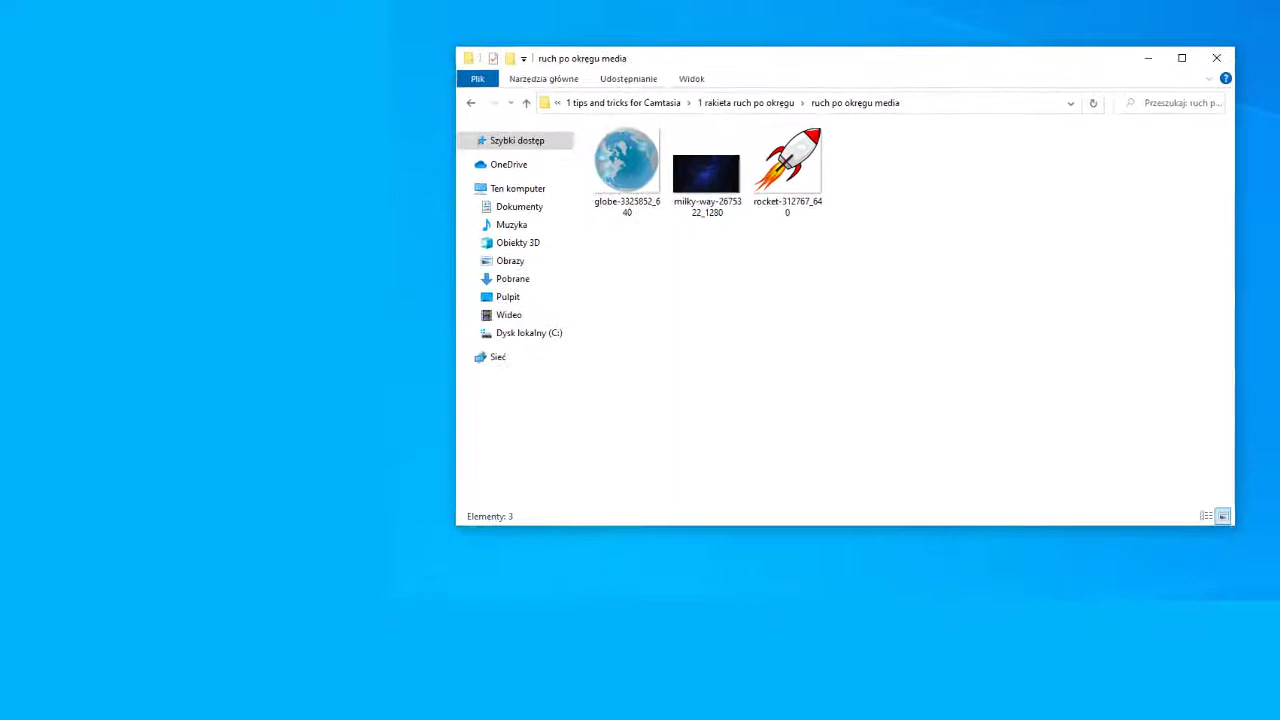 ruch po okręgu media
Plik Narzędzia główne Udostępnianie Widok
1 tips and tricks for Camtasia › 1 rakieta ruch po okręgu › ruch po okręgu media
Przeszukaj: ruch p...
Szybki dostęp
OneDrive
Ten komputer
Dokumenty
Muzyka
Obiekty 3D
Obrazy
Pobrane
Pulpit
Wideo
Dysk lokalny (C:)
Sieć
globe-3325852_6
40
milky-way-26753
22_1280
rocket-312767_64
0
Elementy: 3